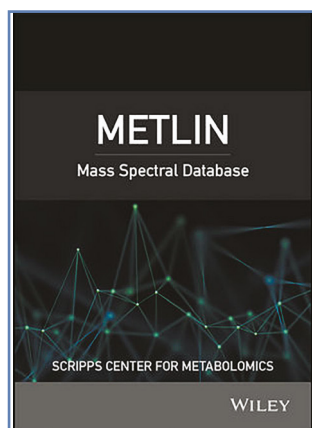 METLIN
Mass Spectral Database
SCRIPPS CENTER FOR METABOLOMICS
WILEY